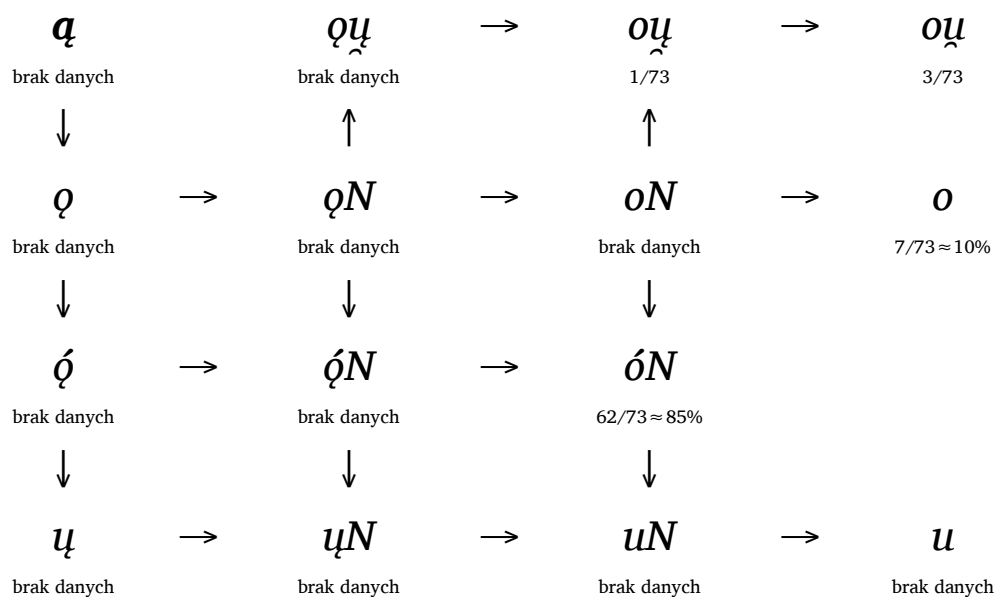 ą ǫų̯ → oų̯ → ou̯
brak danych brak danych 1/73 3/73
↓ ↑ ↑
ǫ → ǫN → oN → o
brak danych brak danych brak danych 7/73≈10%
↓ ↓ ↓
ǫ́ → ǫ́N → óN
brak danych brak danych 62/73≈85%
↓ ↓ ↓
ų → ųN → uN → u
brak danych brak danych brak danych brak danych